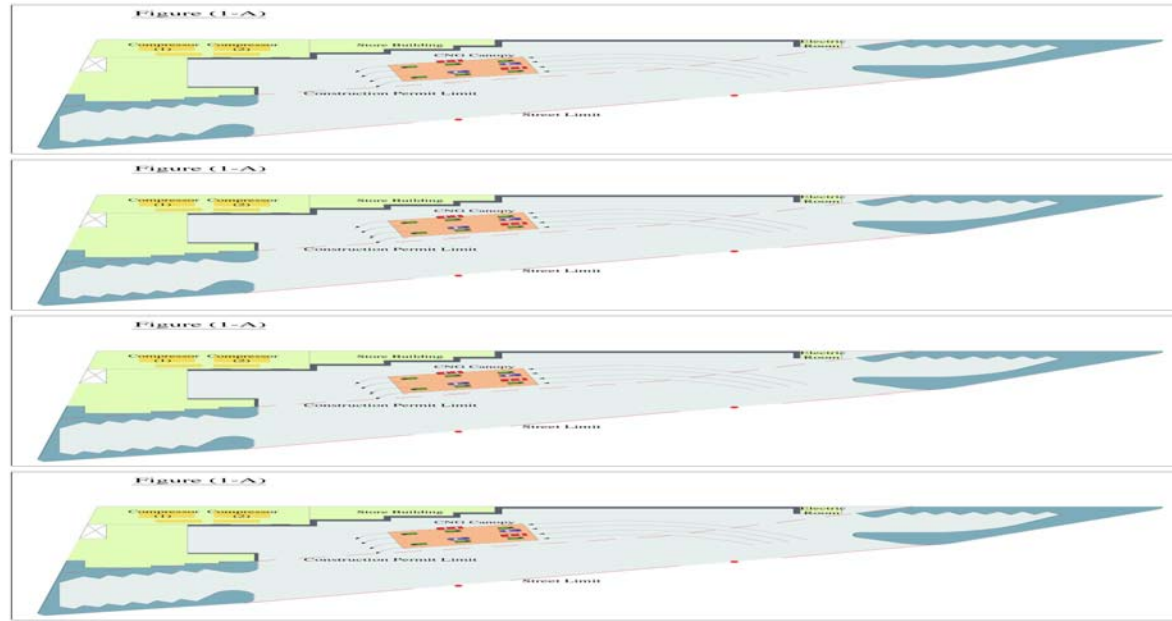 Figure (1-A)
Compressor (1)
Compressor (2)
Store Building
Electric Room
CNG Canopy
Construction Permit Limit
Street Limit
Figure (1-A)
Compressor (1)
Compressor (2)
Store Building
Electric Room
CNG Canopy
Construction Permit Limit
Street Limit
Figure (1-A)
Compressor (1)
Compressor (2)
Store Building
Electric Room
CNG Canopy
Construction Permit Limit
Street Limit
Figure (1-A)
Compressor (1)
Compressor (2)
Store Building
Electric Room
CNG Canopy
Construction Permit Limit
Street Limit